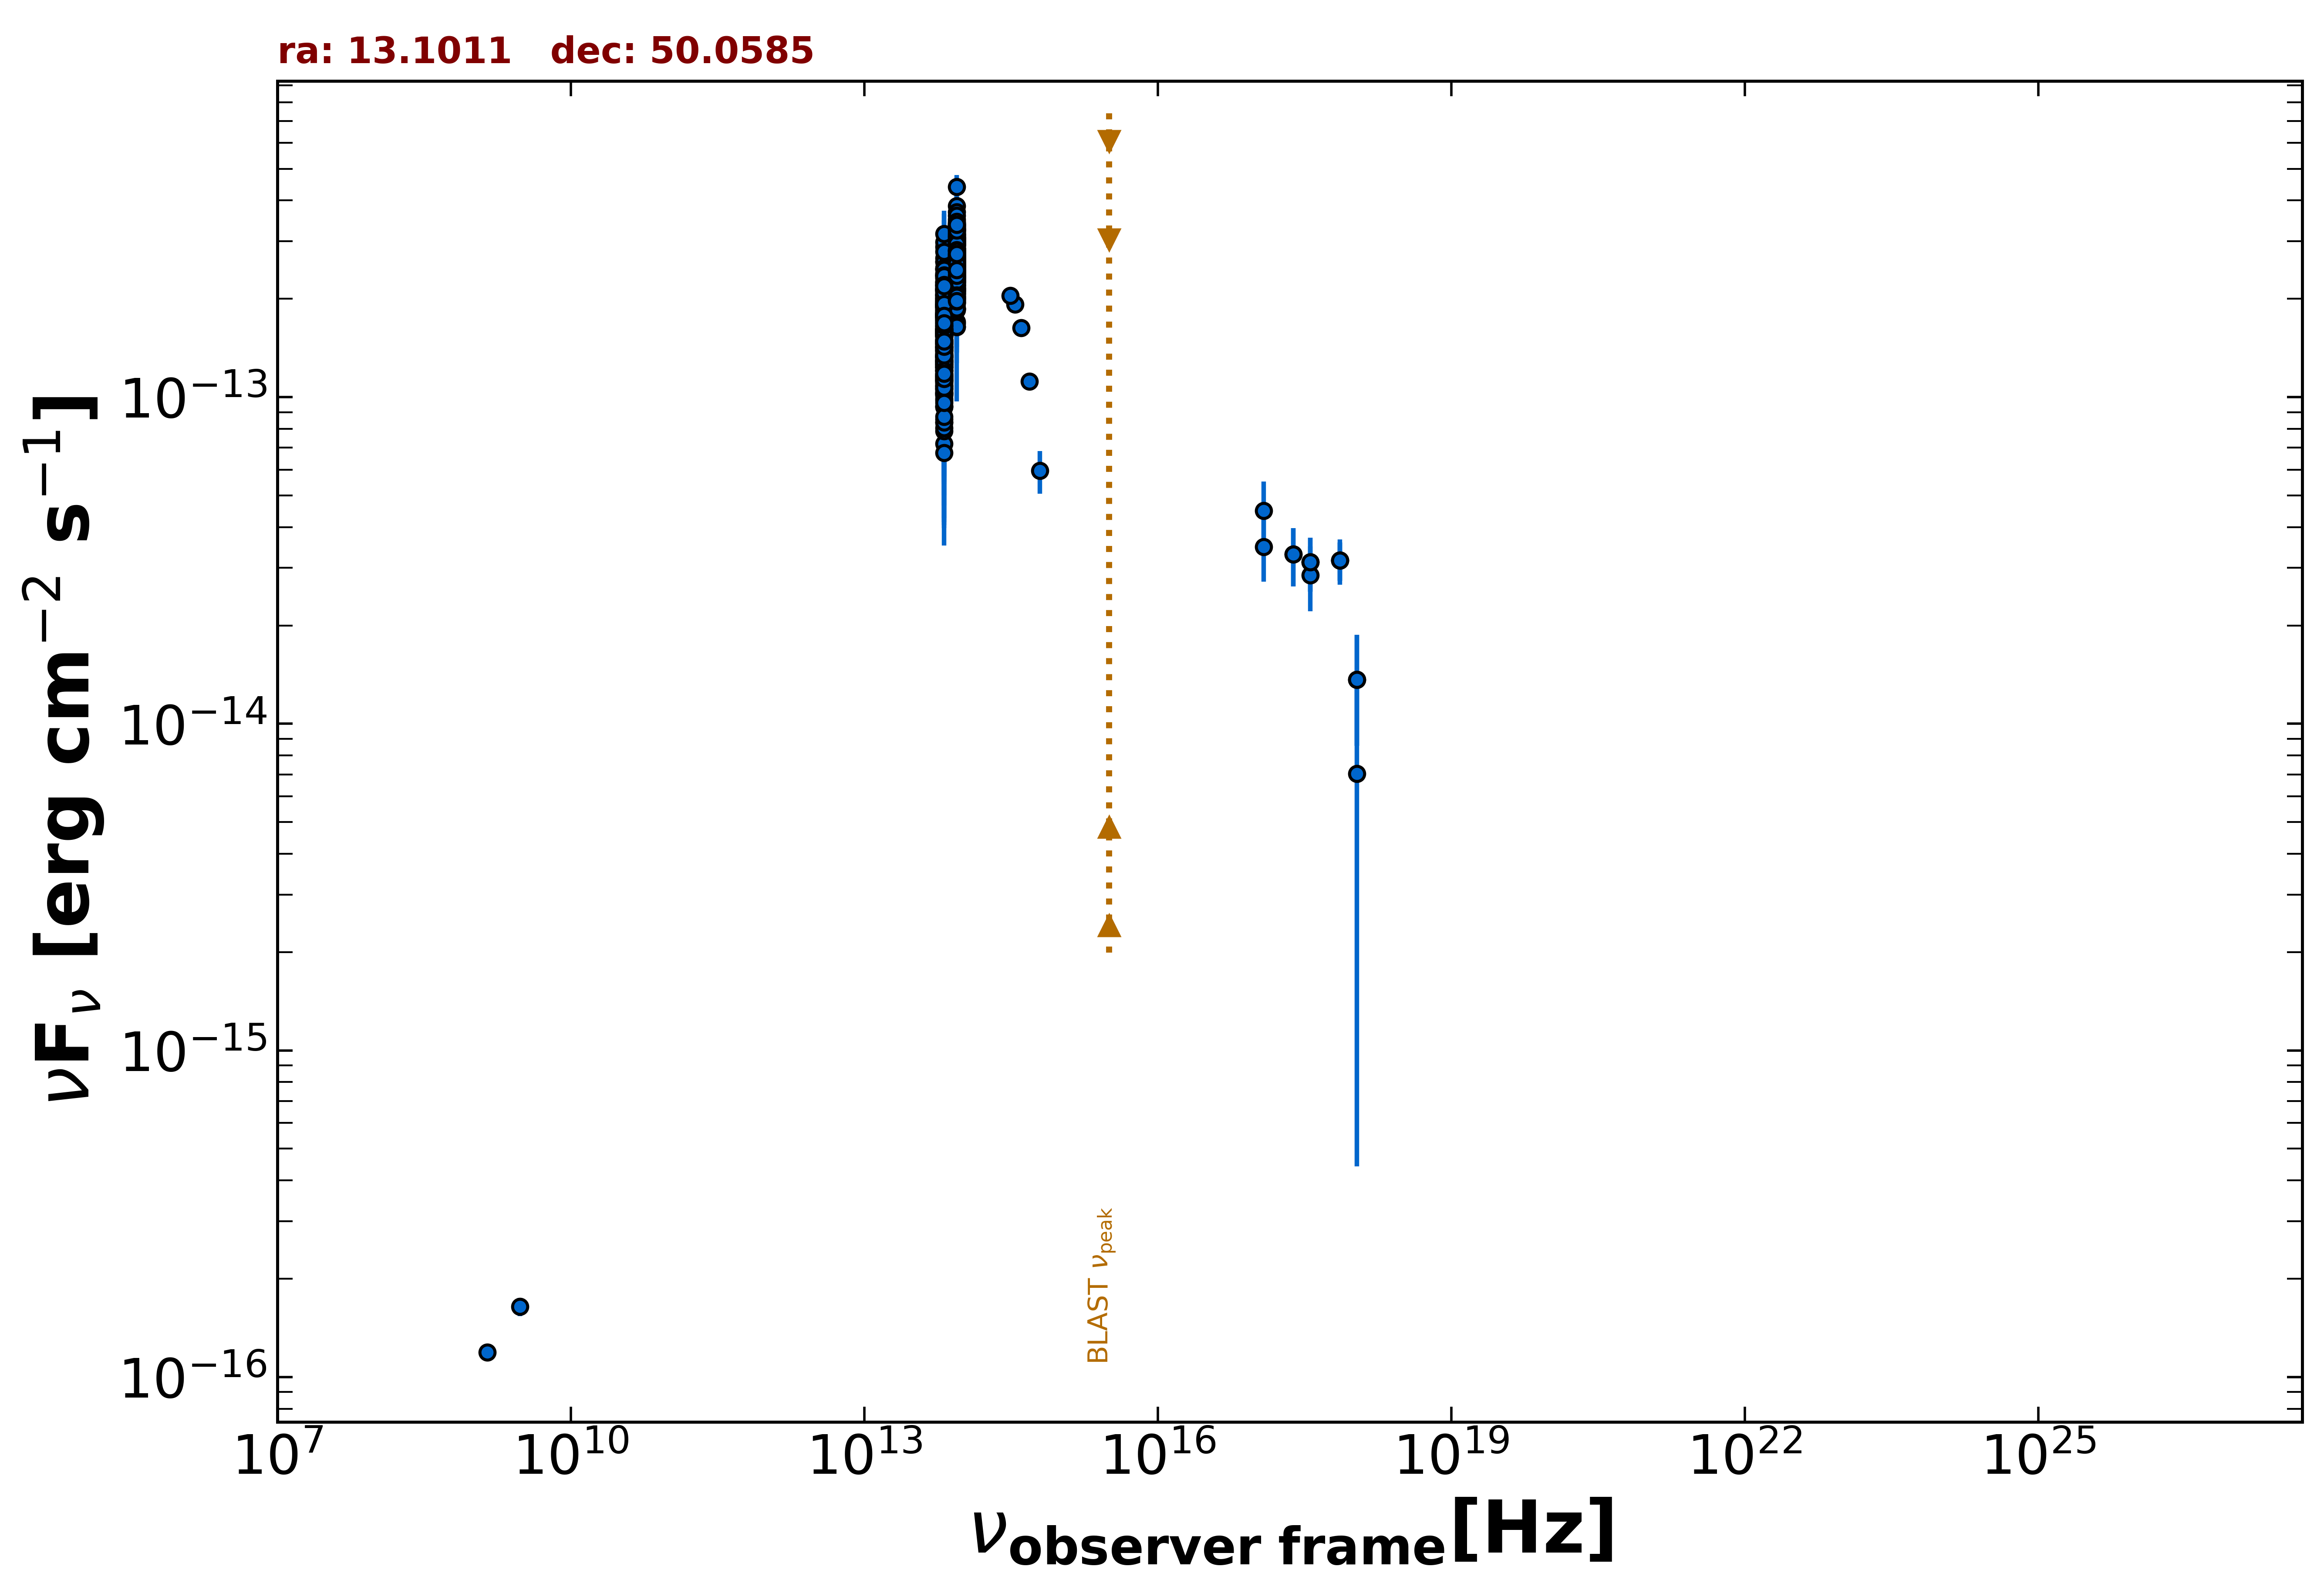 ra: 13.1011   dec: 50.0585
νFν [erg cm−2 s−1]
10−13
10−14
10−15
10−16
BLAST νpeak
107 1010 1013 1016 1019 1022 1025
νobserver frame[Hz]